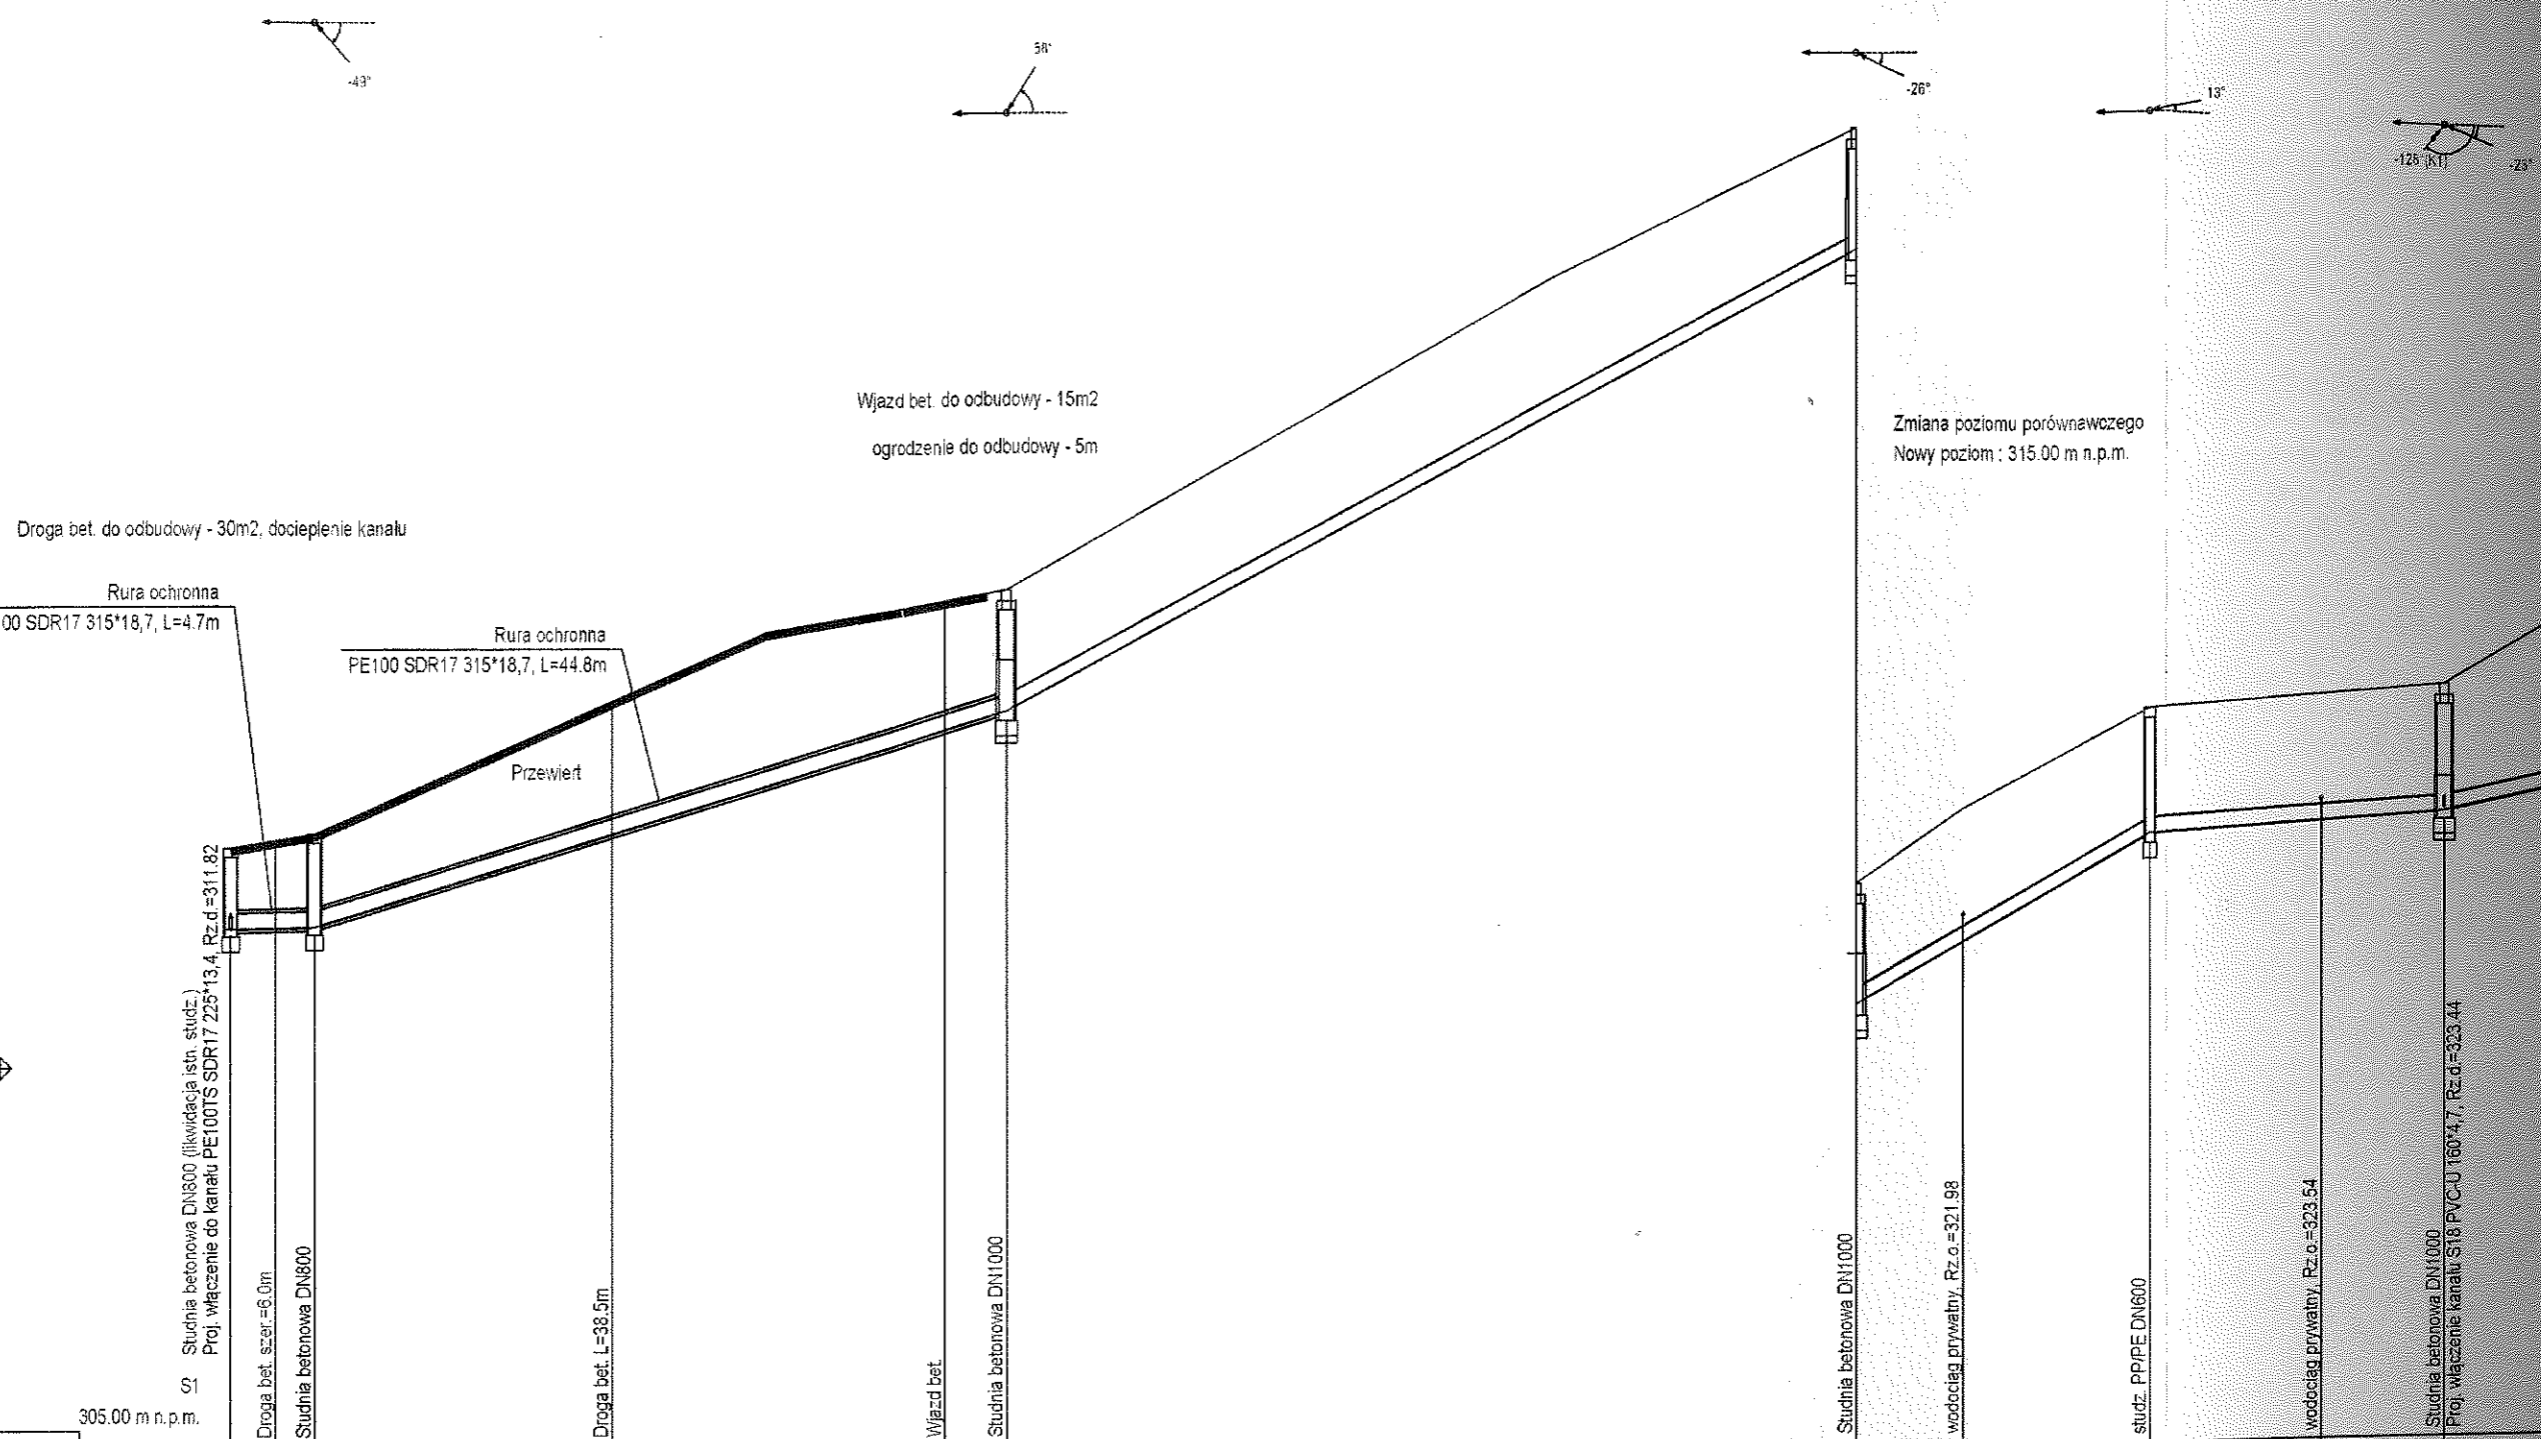 -49°
58°
-26°
13°
-128°(K1)
-23°
Wjazd bet. do odbudowy - 15m2
ogrodzenie do odbudowy - 5m
Zmiana poziomu porównawczego
Nowy poziom : 315.00 m n.p.m.
Droga bet. do odbudowy - 30m2, docieplenie kanału
Rura ochronna
00 SDR17 315*18,7, L=4.7m
Rura ochronna
PE100 SDR17 315*18,7, L=44.8m
Przewiert
Studnia betonowa DN800 (likwidacja istn. studz.)
Proj. włączenie do kanału PE100TS SDR17 225*13,4, Rz.d.=311.82
Droga bet. szer.=6.0m
Studnia betonowa DN800
Droga bet. L=38.5m
Wjazd bet.
Studnia betonowa DN1000
Studnia betonowa DN1000
wodociąg prywatny, Rz.o.=321.98
studz. PP/PE DN600
wodociąg prywatny, Rz.o.=323.54
Studnia betonowa DN1000
Proj. włączenie kanału S18 PVC-U 160*4,7, Rz.d.=323.44
S1
305.00 m n.p.m.